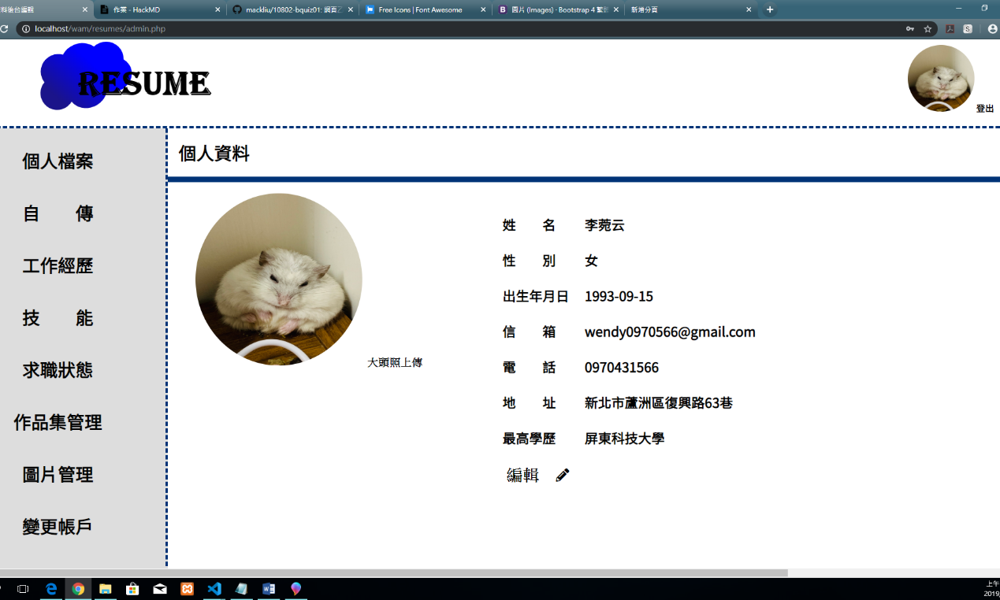 料後台編輯
作業 - HackMD
mackliu/10802-bquiz01: 網頁乙
Free Icons | Font Awesome
圖片 (Images) · Bootstrap 4 繁體
新增分頁
localhost/wam/resumes/admin.php
RESUME
登出
個人檔案
自 傳
工作經歷
技 能
求職狀態
作品集管理
圖片管理
變更帳戶
個人資料
大頭照上傳
姓 名 李菀云
性 別 女
出生年月日 1993-09-15
信 箱 wendy0970566@gmail.com
電 話 0970431566
地 址 新北市蘆洲區復興路63巷
最高學歷 屏東科技大學
編輯
上午
2019